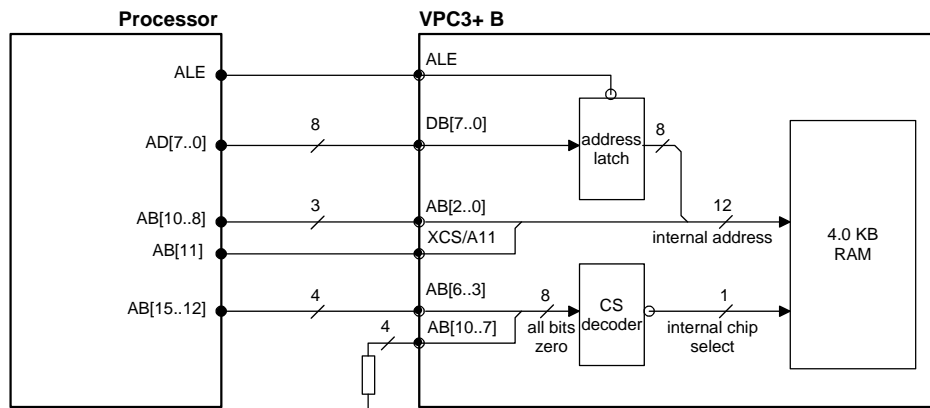 Processor
VPC3+ B
ALE
ALE
AD[7..0]
8
DB[7..0]
address
latch
8
AB[10..8]
3
AB[2..0]
12
internal address
AB[11]
XCS/A11
4.0 KB
RAM
AB[15..12]
4
AB[6..3]
8
all bits
zero
CS
decoder
1
internal chip
select
4
AB[10..7]